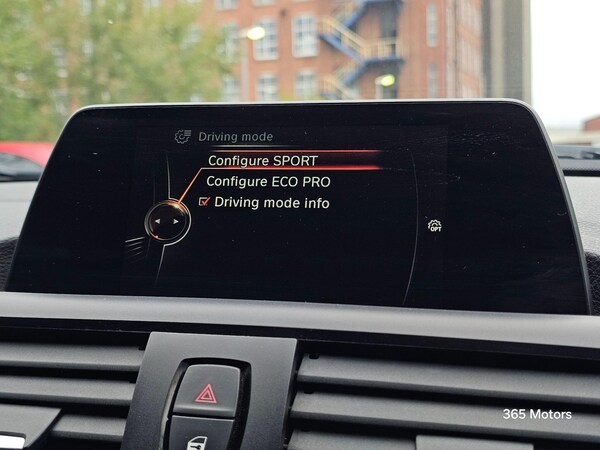 Driving mode
Configure SPORT
Configure ECO PRO
Driving mode info
OPT
365 Motors